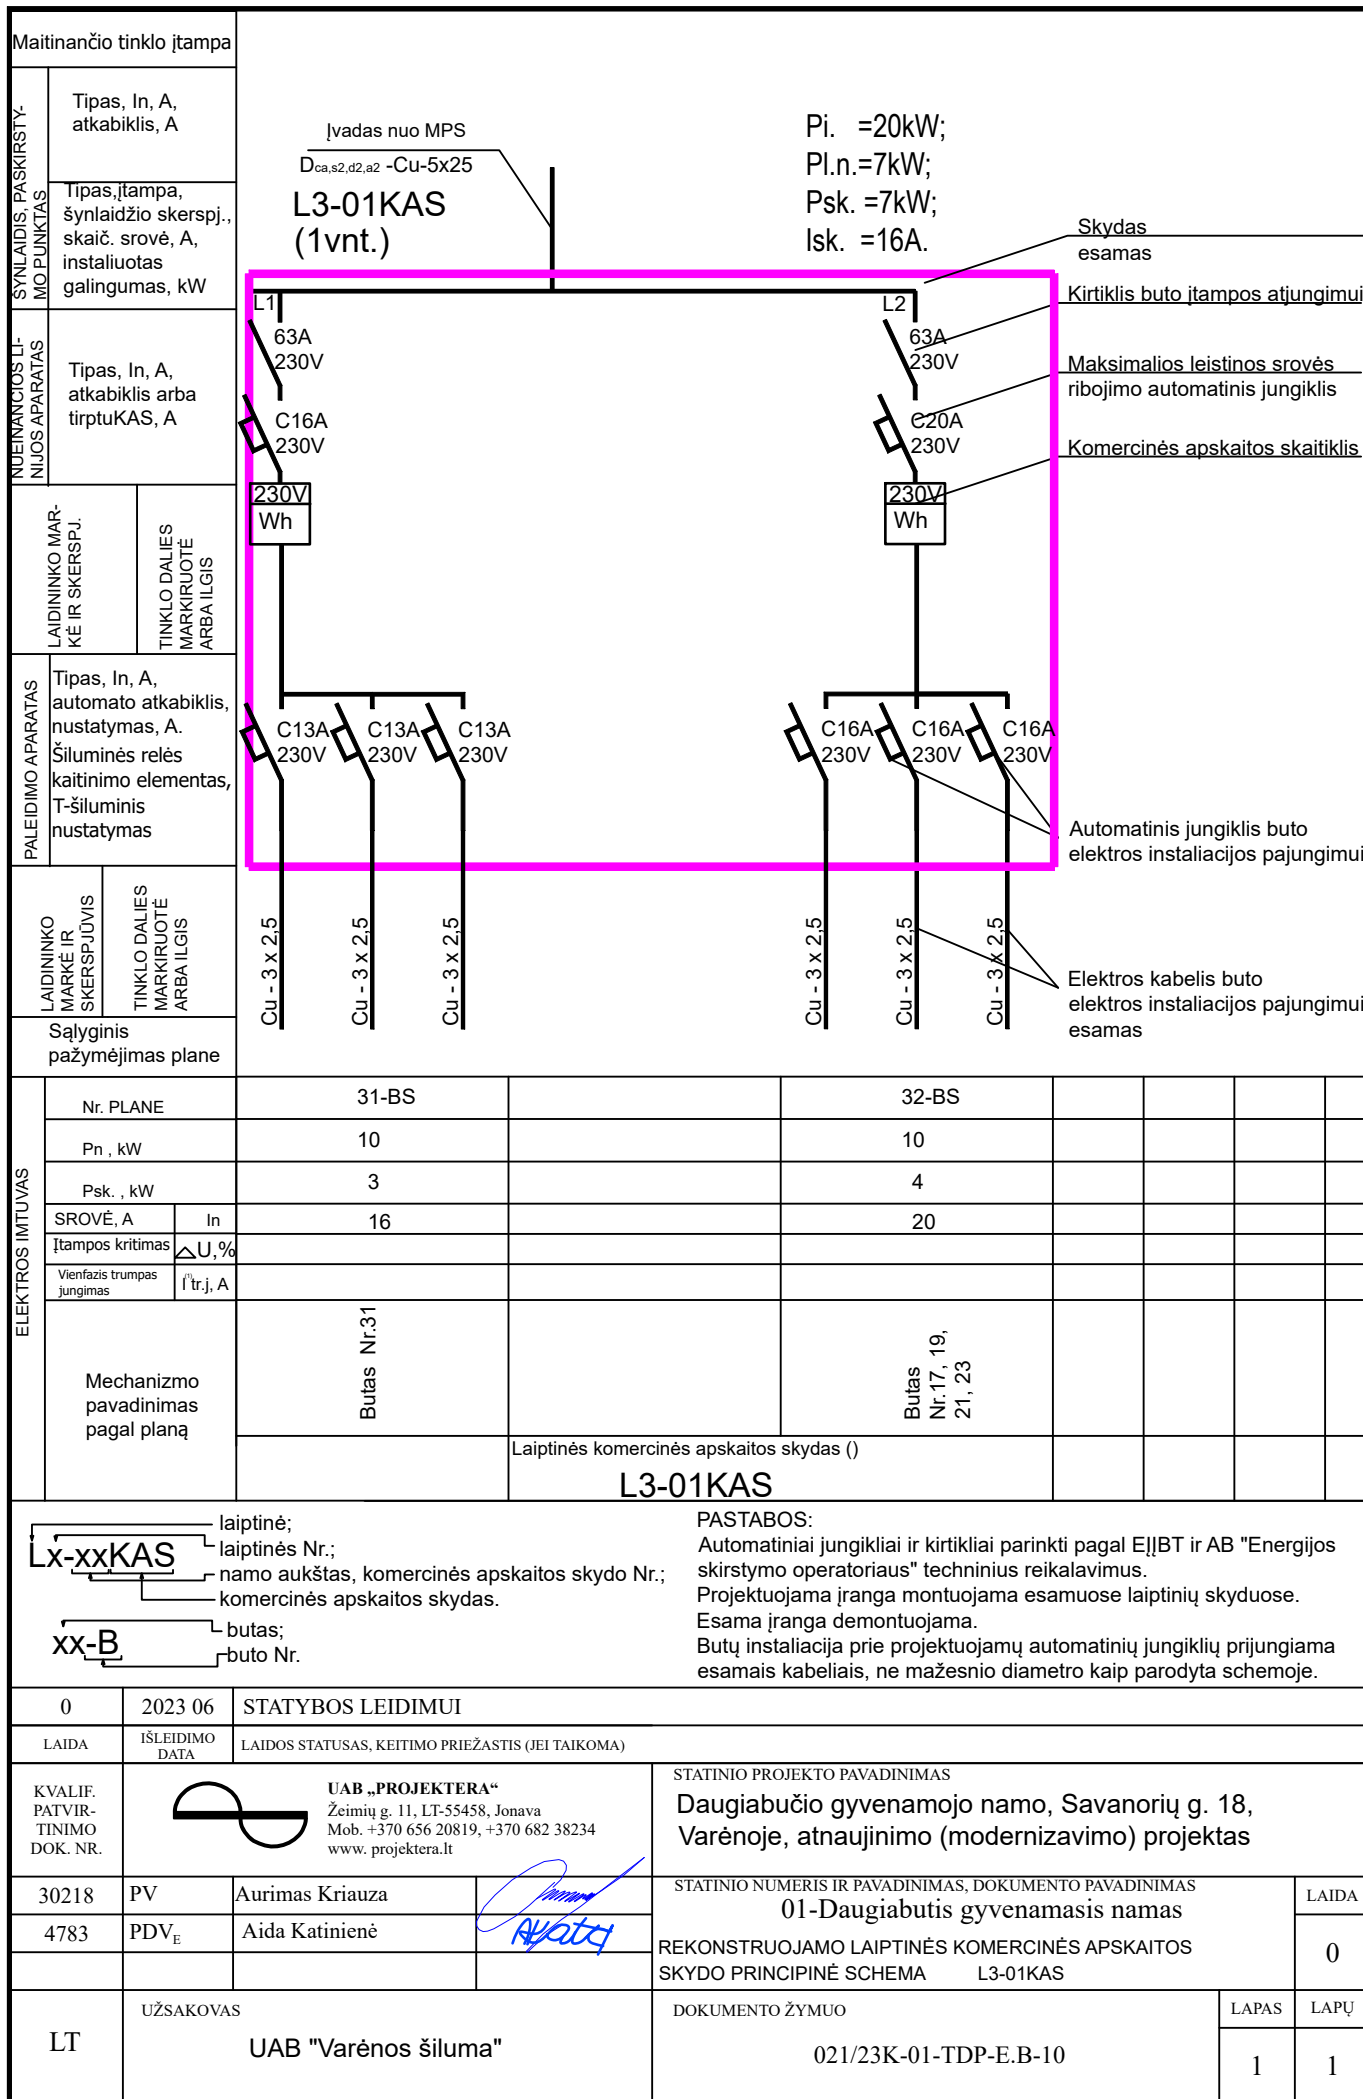 Maitinančio tinklo įtampa
ŠYNLAIDIS, PASKIRSTY-
MO PUNKTAS
Tipas, In, A,
atkabiklis, A
Tipas,įtampa,
šynlaidžio skerspj.,
skaič. srovė, A,
instaliuotas
galingumas, kW
NUEINANČIOS LI-
NIJOS APARATAS
Tipas, In, A,
atkabiklis arba
tirptuKAS, A
LAIDININKO MAR-
KĖ IR SKERSPJ.
TINKLO DALIES
MARKIRUOTĖ
ARBA ILGIS
PALEIDIMO APARATAS
Tipas, In, A,
automato atkabiklis,
nustatymas, A.
Šiluminės relės
kaitinimo elementas,
T-šiluminis
nustatymas
LAIDININKO
MARKĖ IR
SKERSPJŪVIS
TINKLO DALIES
MARKIRUOTĖ
ARBA ILGIS
Sąlyginis
pažymėjimas plane
Įvadas nuo MPS
Dca,s2,d2,a2 -Cu-5x25
L3-01KAS
(1vnt.)
Pi. =20kW;
Pl.n.=7kW;
Psk. =7kW;
Isk. =16A.
Skydas
esamas
Kirtiklis buto įtampos atjungimui
Maksimalios leistinos srovės
ribojimo automatinis jungiklis
Komercinės apskaitos skaitiklis
L1
63A
230V
C16A
230V
230V
Wh
L2
63A
230V
C20A
230V
230V
Wh
C13A
230V
C13A
230V
C13A
230V
C16A
230V
C16A
230V
C16A
230V
Automatinis jungiklis buto
elektros instaliacijos pajungimui
Cu - 3 x 2,5
Cu - 3 x 2,5
Cu - 3 x 2,5
Cu - 3 x 2,5
Cu - 3 x 2,5
Cu - 3 x 2,5
Elektros kabelis buto
elektros instaliacijos pajungimui
esamas
ELEKTROS IMTUVAS
Nr. PLANE 31-BS 32-BS
Pn , kW 10 10
Psk. , kW 3 4
SROVĖ, A In 16 20
Įtampos kritimas △U,%
Vienfazis trumpas
jungimas
I(1)tr.j, A
Mechanizmo
pavadinimas
pagal planą
Butas Nr.31
Butas
Nr.17, 19,
21, 23
Laiptinės komercinės apskaitos skydas ()
L3-01KAS
Lx-xxKAS
laiptinė;
laiptinės Nr.;
namo aukštas, komercinės apskaitos skydo Nr.;
komercinės apskaitos skydas.
xx-B
butas;
buto Nr.
PASTABOS:
Automatiniai jungikliai ir kirtikliai parinkti pagal EĮĮBT ir AB "Energijos
skirstymo operatoriaus" techninius reikalavimus.
Projektuojama įranga montuojama esamuose laiptinių skyduose.
Esama įranga demontuojama.
Butų instaliacija prie projektuojamų automatinių jungiklių prijungiama
esamais kabeliais, ne mažesnio diametro kaip parodyta schemoje.
0 2023 06 STATYBOS LEIDIMUI
LAIDA IŠLEIDIMO
DATA
LAIDOS STATUSAS, KEITIMO PRIEŽASTIS (JEI TAIKOMA)
KVALIF.
PATVIR-
TINIMO
DOK. NR.
UAB „PROJEKTERA“
Žeimių g. 11, LT-55458, Jonava
Mob. +370 656 20819, +370 682 38234
www. projektera.lt
STATINIO PROJEKTO PAVADINIMAS
Daugiabučio gyvenamojo namo, Savanorių g. 18,
Varėnoje, atnaujinimo (modernizavimo) projektas
30218 PV Aurimas Kriauza
4783 PDVE Aida Katinienė
STATINIO NUMERIS IR PAVADINIMAS, DOKUMENTO PAVADINIMAS
01-Daugiabutis gyvenamasis namas
REKONSTRUOJAMO LAIPTINĖS KOMERCINĖS APSKAITOS
SKYDO PRINCIPINĖ SCHEMA L3-01KAS
LAIDA
0
LT
UŽSAKOVAS
UAB "Varėnos šiluma"
DOKUMENTO ŽYMUO
021/23K-01-TDP-E.B-10
LAPAS LAPŲ
1 1